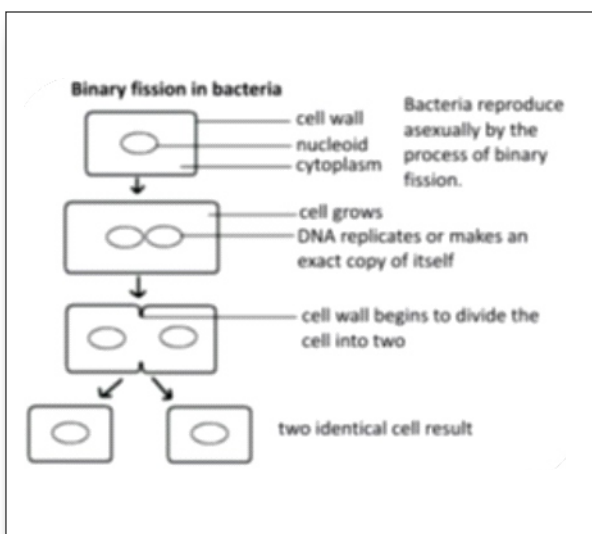 Binary fission in bacteria
cell wall
nucleoid
cytoplasm
Bacteria reproduce
asexually by the
process of binary
fission.
cell grows
DNA replicates or makes an
exact copy of itself
cell wall begins to divide the
cell into two
two identical cell result